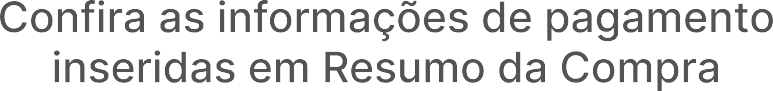 Confira as informações de pagamento
inseridas em Resumo da Compra